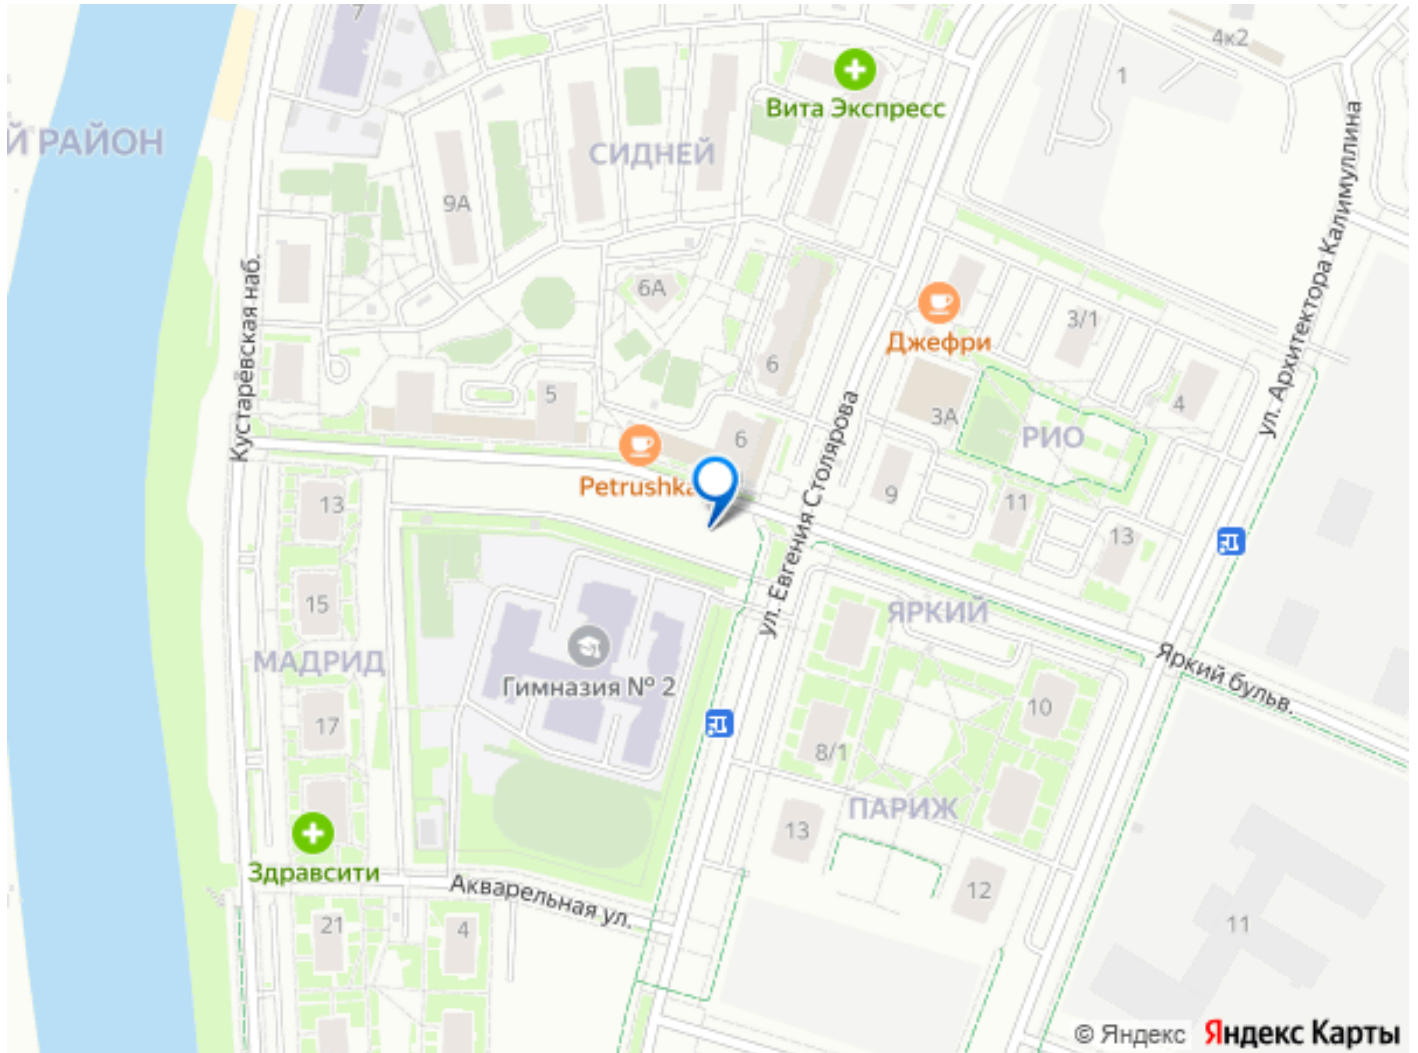 7
4к2
1
Вита Экспресс
Й РАЙОН
СИДНЕЙ
9А
Кустарёвская наб.
6А
ул. Архитектора Калимуллина
Джефри
3/1
6
5
4
3А
РИО
6
Petrushka
ул. Евгения Столярова
9
11
13
13
15
ЯРКИЙ
МАДРИД
Гимназия № 2
Яркий бульв.
17
10
8/1
ПАРИЖ
13
Здравсити
Акварельная ул.
12
21
4
11
© Яндекс Яндекс Карты